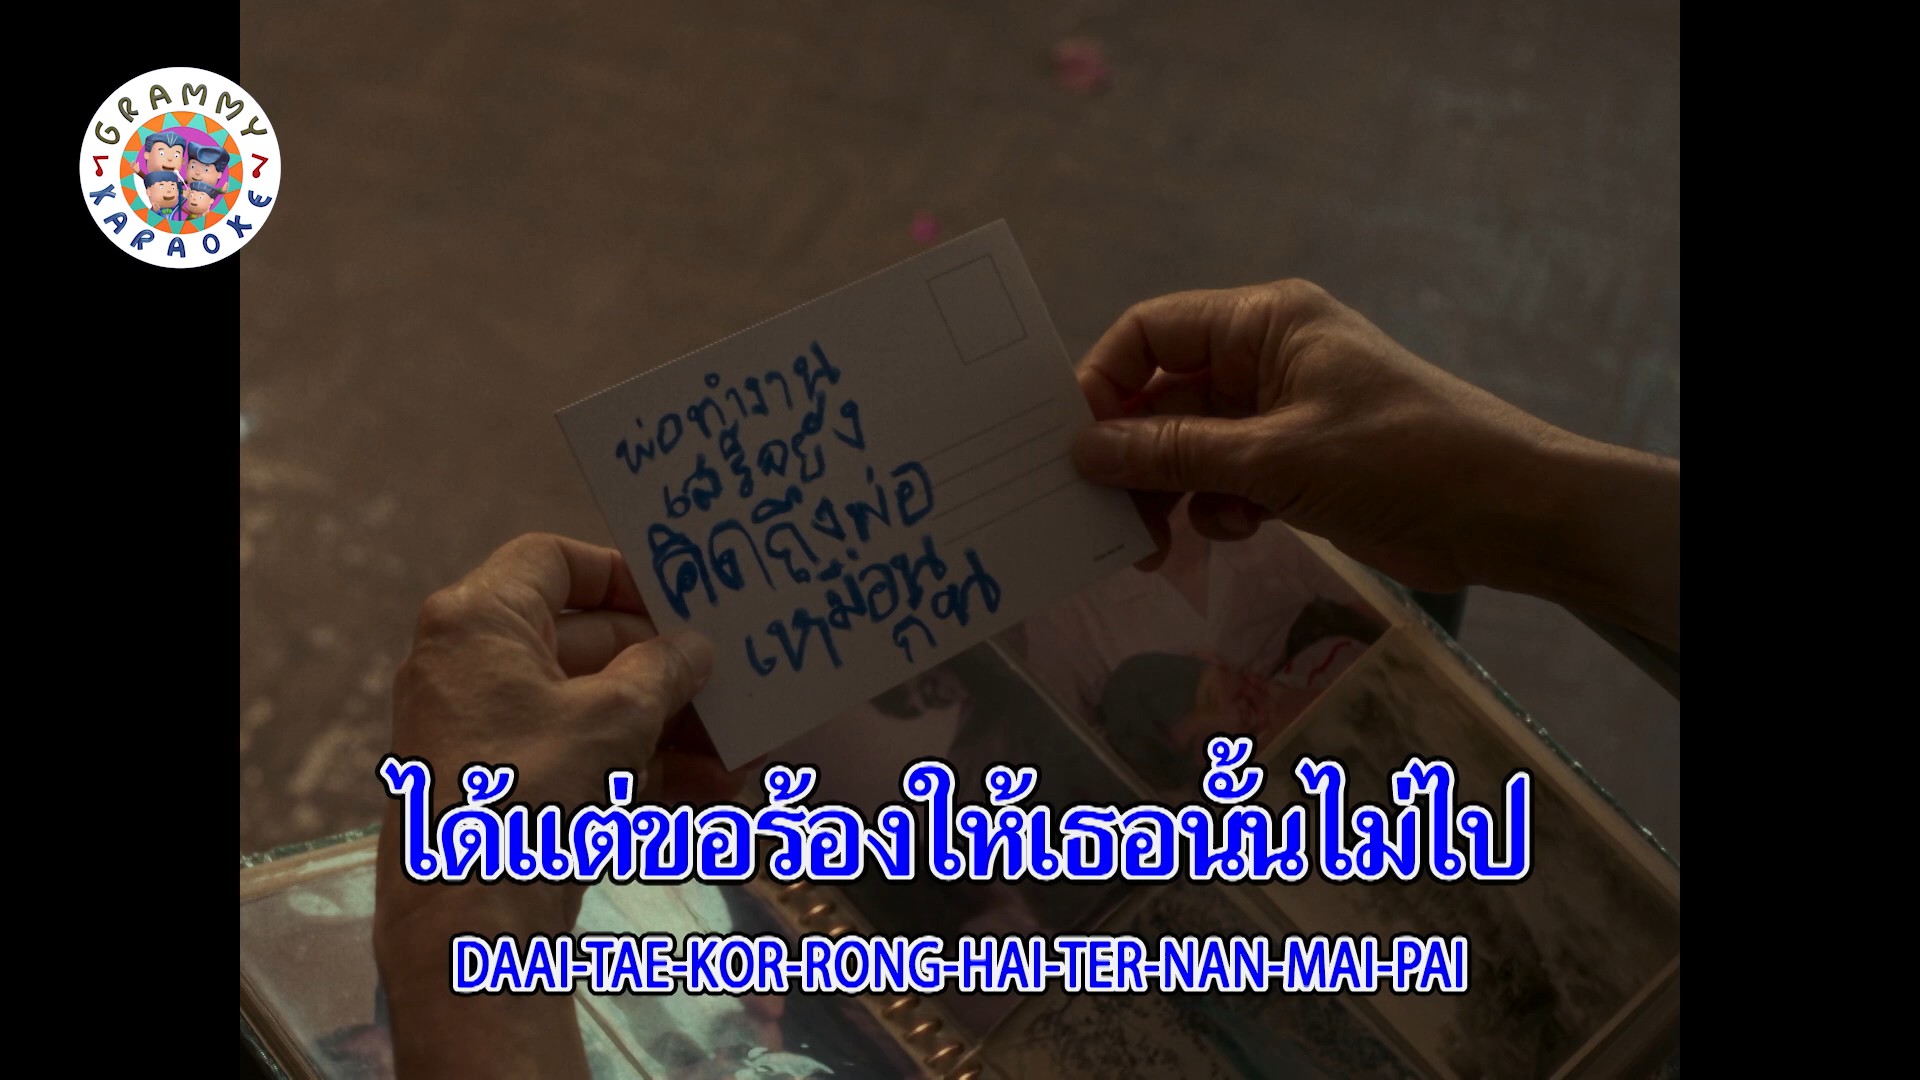 GRAMMY
KARAOKE
พ่อทำงาน
เสร็จยัง
คิดถึงพ่อ
เหมือน
กัน
ได้แต่ขอร้องให้เธอนั้นไม่ไป
DAAI-TAE-KOR-RONG-HAI-TER-NAN-MAI-PAI